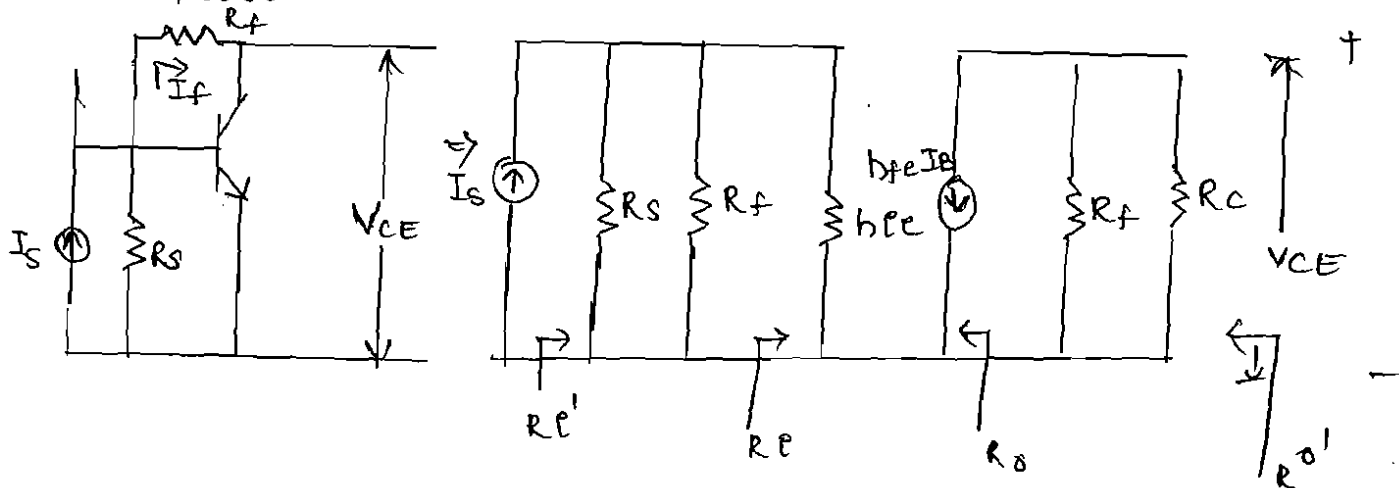 Rf
If
Is
Rs
VCE
Is
Rs
Rf
hie
hfeIB
Rf
RC
VCE
+
-
Ri'
Ri
Ro
Ro'